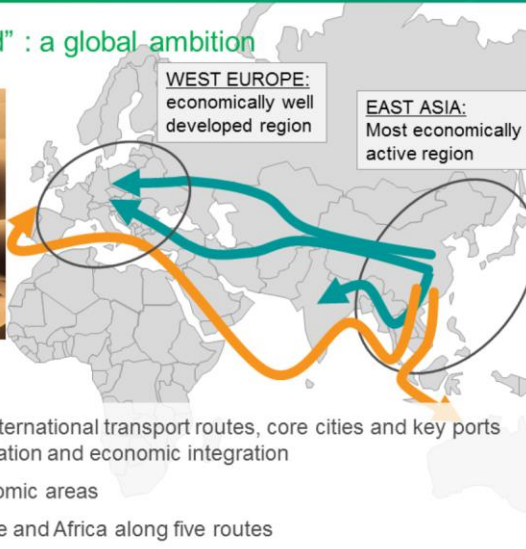 ” : a global ambition
WEST EUROPE:
economically well
developed region
EAST ASIA:
Most economically
active region
ternational transport routes, core cities and key ports
ation and economic integration
omic areas
e and Africa along five routes